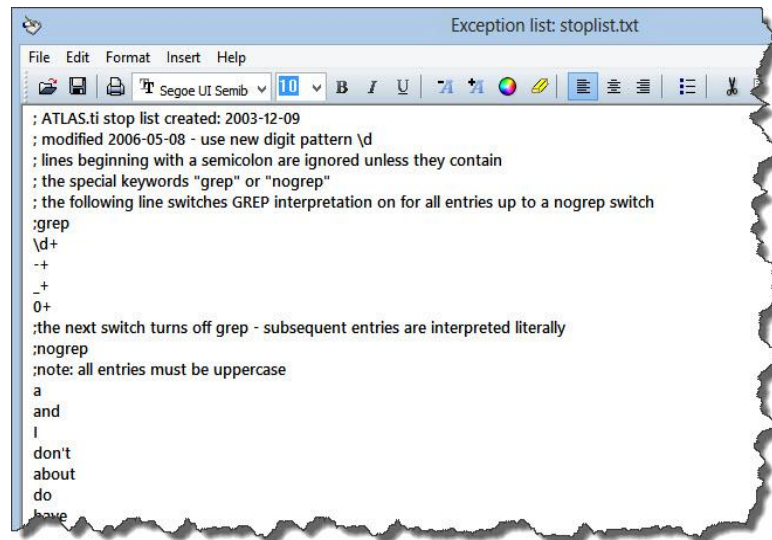 Exception list: stoplist.txt
File Edit Format Insert Help
Segoe UI Semib 10 B I U
; ATLAS.ti stop list created: 2003-12-09
; modified 2006-05-08 - use new digit pattern \d
; lines beginning with a semicolon are ignored unless they contain
; the special keywords "grep" or "nogrep"
; the following line switches GREP interpretation on for all entries up to a nogrep switch
;grep
\d+
-+
_+
0+
;the next switch turns off grep - subsequent entries are interpreted literally
;nogrep
;note: all entries must be uppercase
a
and
I
don't
about
do
have